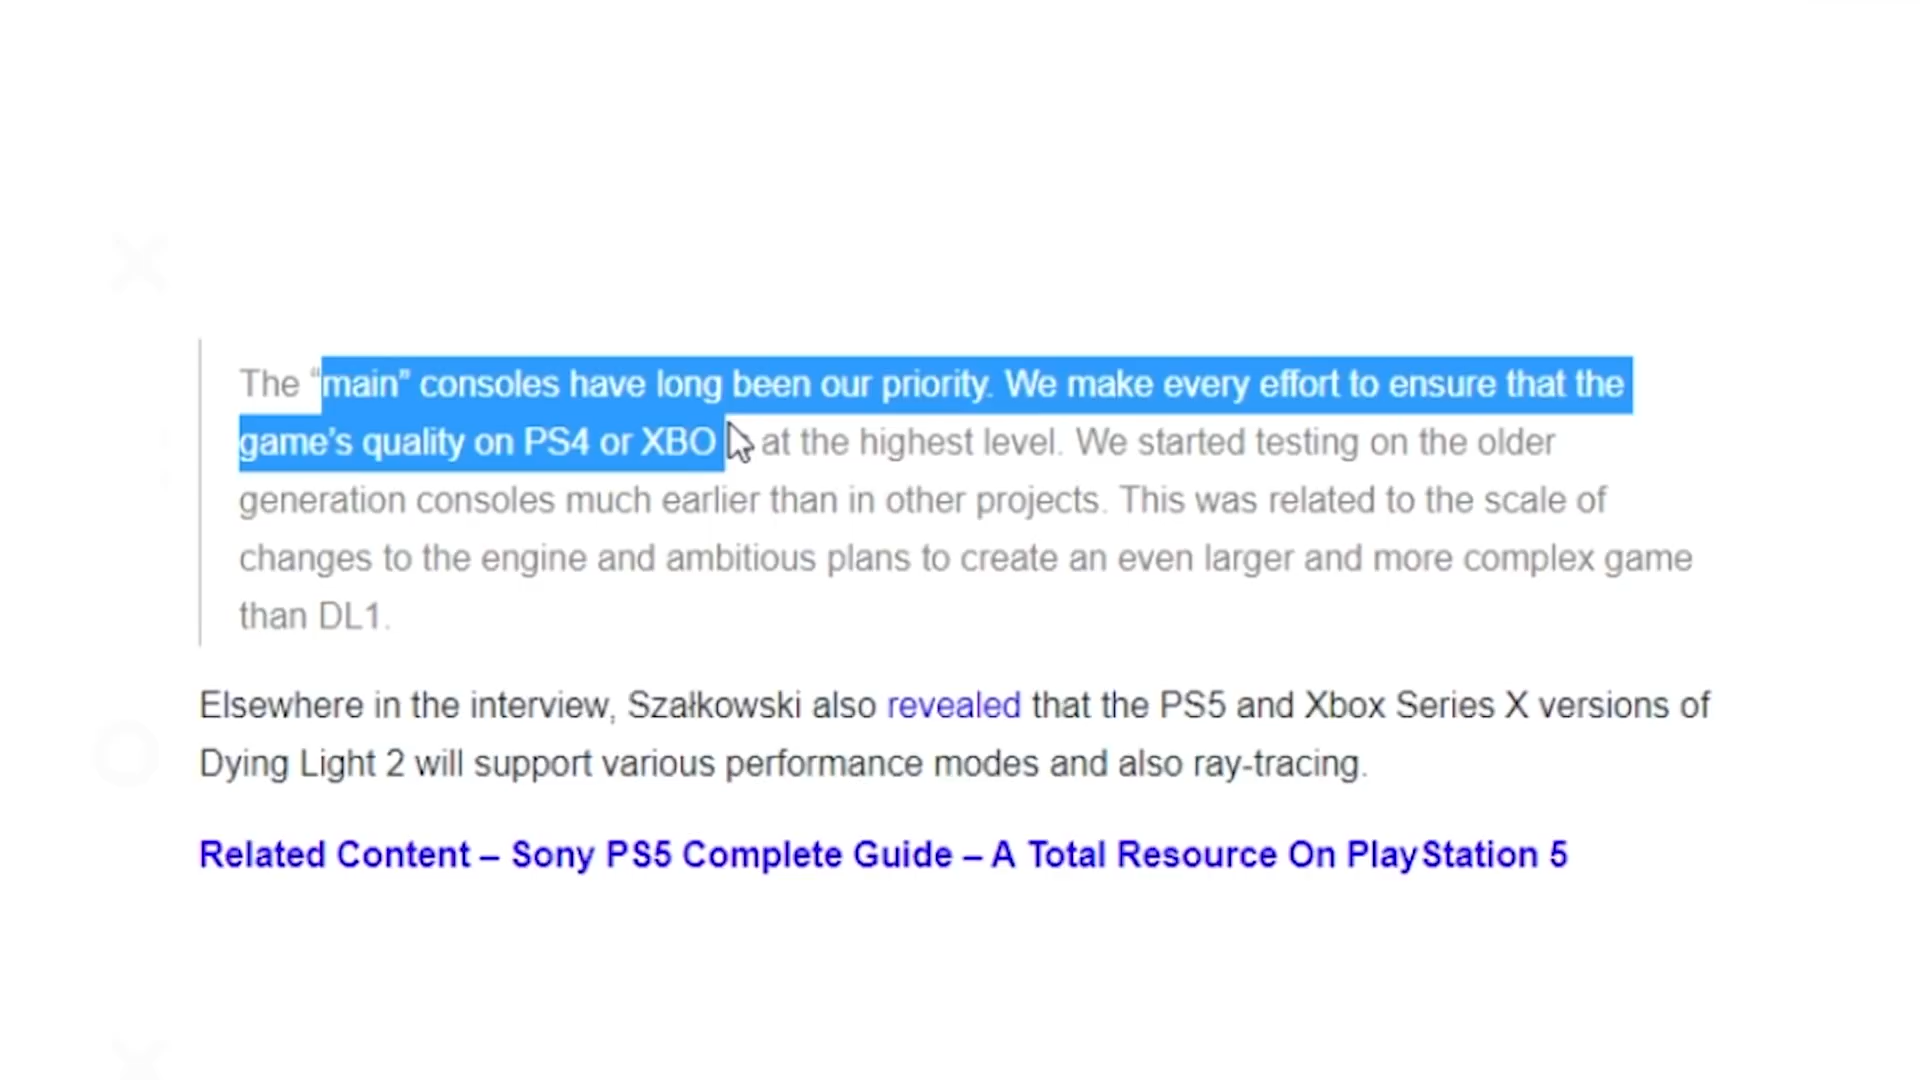 The “main” consoles have long been our priority. We make every effort to ensure that the
game’s quality on PS4 or XBO at the highest level. We started testing on the older
generation consoles much earlier than in other projects. This was related to the scale of
changes to the engine and ambitious plans to create an even larger and more complex game
than DL1.
Elsewhere in the interview, Szałkowski also revealed that the PS5 and Xbox Series X versions of
Dying Light 2 will support various performance modes and also ray-tracing.
Related Content – Sony PS5 Complete Guide – A Total Resource On PlayStation 5